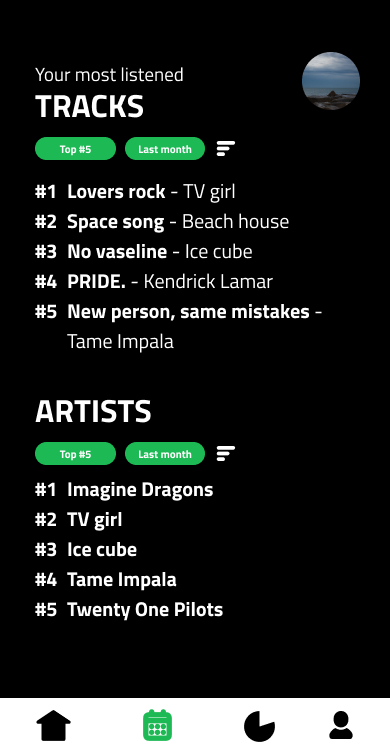 Your most listened
TRACKS
Top #5 Last month
#1 Lovers rock - TV girl
#2 Space song - Beach house
#3 No vaseline - Ice cube
#4 PRIDE. - Kendrick Lamar
#5 New person, same mistakes -
Tame Impala
ARTISTS
Top #5 Last month
#1 Imagine Dragons
#2 TV girl
#3 Ice cube
#4 Tame Impala
#5 Twenty One Pilots